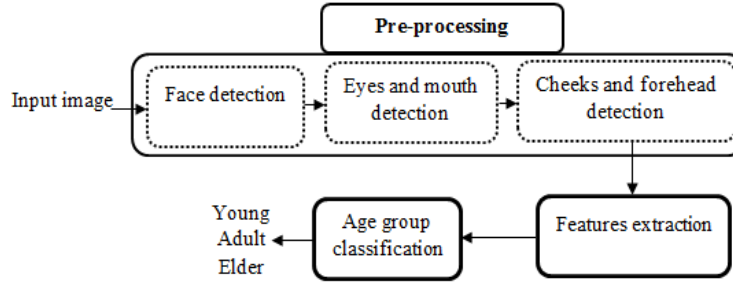 Pre-processing
Input image
Face detection
Eyes and mouth
detection
Cheeks and forehead
detection
Young
Adult
Elder
Age group
classification
Features extraction